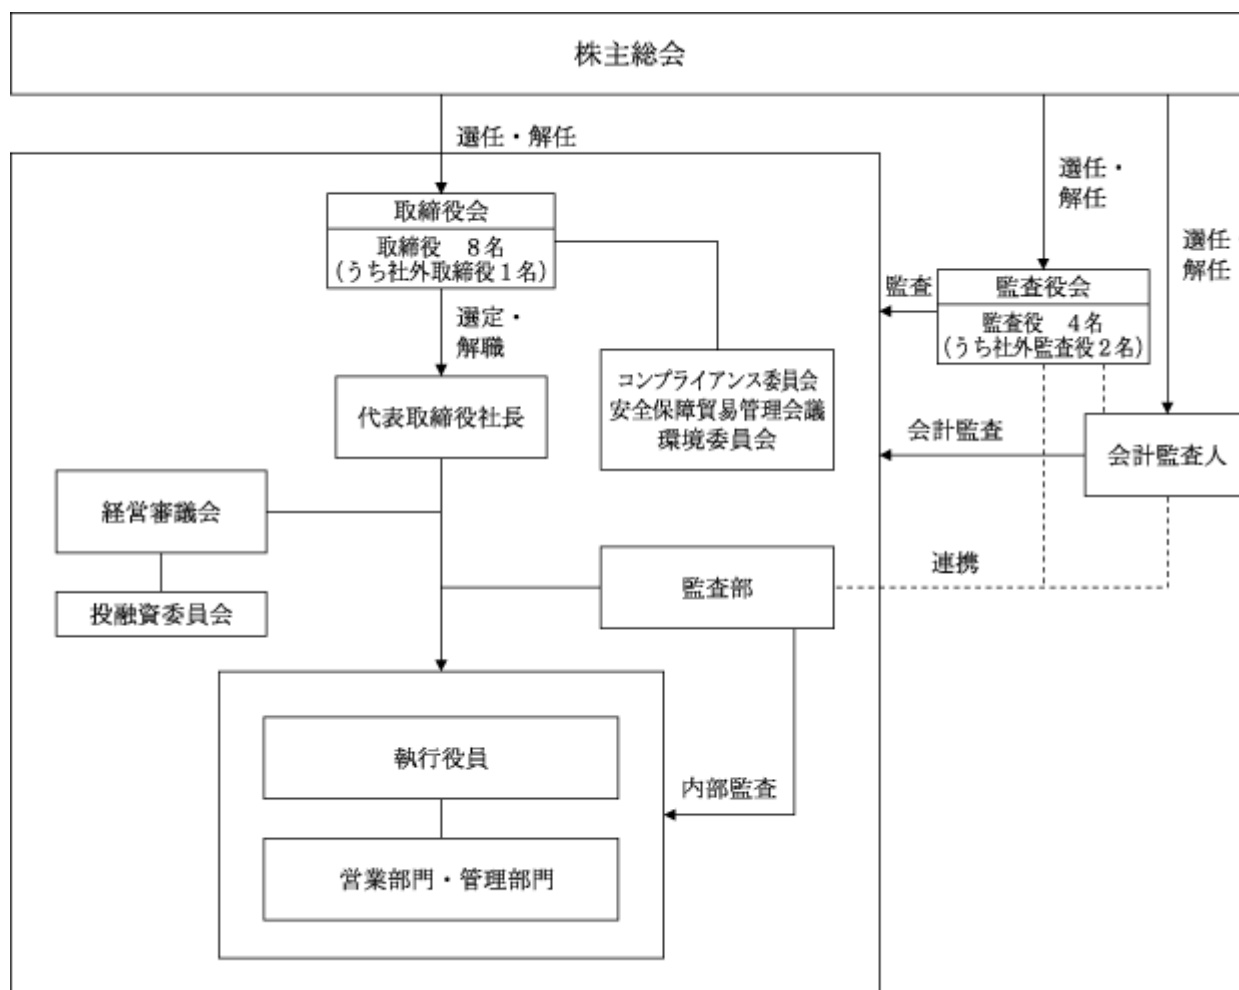 株主総会
選任・解任
選任・
解任
選任・
解任
取締役会
取締役　８名
(うち社外取締役１名)
監査役会
監査役　４名
(うち社外監査役２名)
監査
選定・
解職
代表取締役社長
コンプライアンス委員会
安全保障貿易管理会議
環境委員会
会計監査
会計監査人
経営審議会
投融資委員会
監査部
連携
執行役員
内部監査
営業部門・管理部門